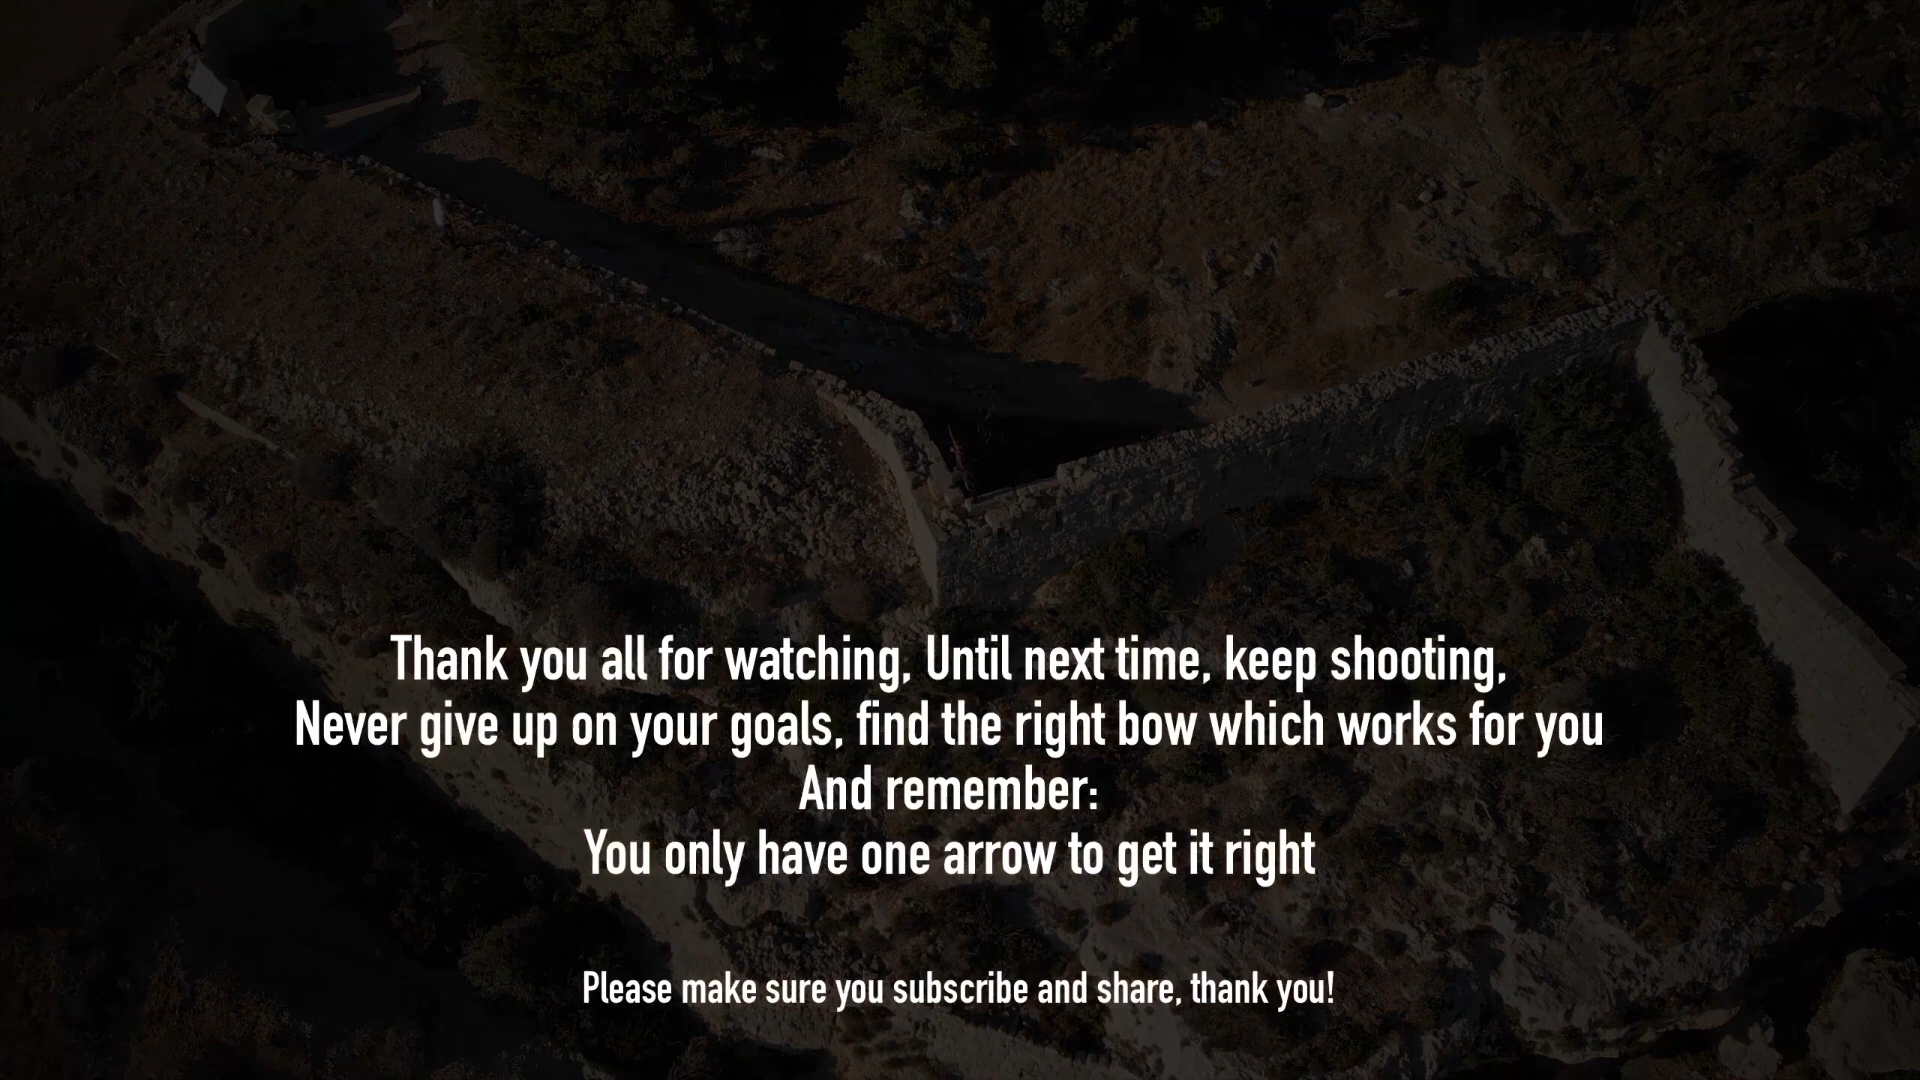 Thank you all for watching, Until next time, keep shooting,
Never give up on your goals, find the right bow which works for you
And remember:
You only have one arrow to get it right
Please make sure you subscribe and share, thank you!